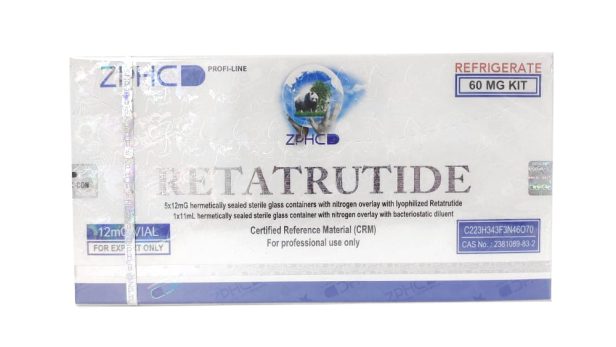 ZPHC
PROFI-LINE
REFRIGERATE
60 MG KIT
ZPHC
RETATRUTIDE
5x12mG hermetically sealed sterile glass containers with nitrogen overlay with lyophilized Retatrutide
1x11mL hermetically sealed sterile glass container with nitrogen overlay with bacteriostatic diluent
Certified Reference Material (CRM)
For professional use only
12mG/VIAL
FOR EXPORT ONLY
C223H343F3N46O70
CAS No.: 2381089-83-2